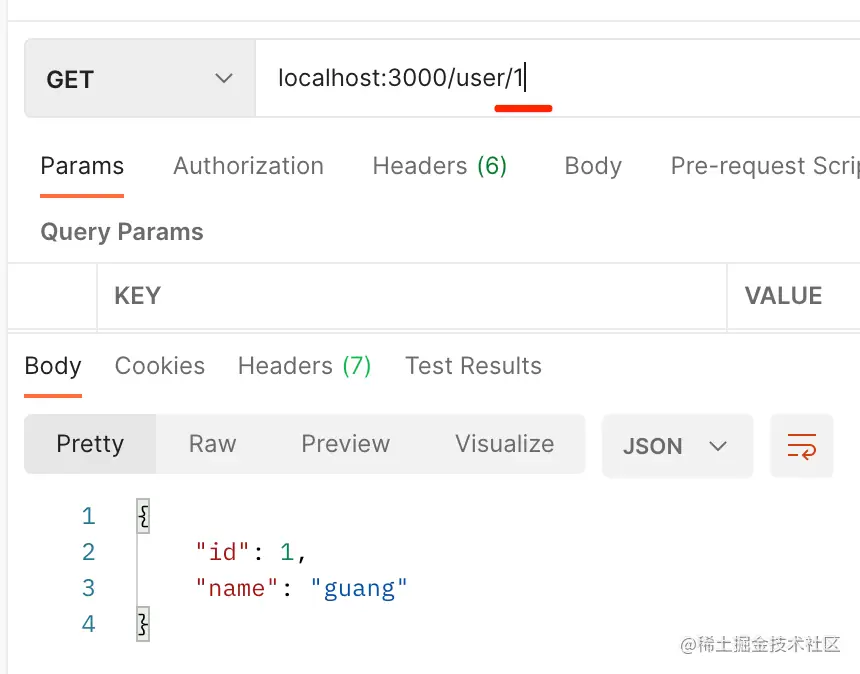 GET localhost:3000/user/1
Params Authorization Headers (6) Body Pre-request Scrip
Query Params
KEY VALUE
Body Cookies Headers (7) Test Results
Pretty Raw Preview Visualize JSON
1 {
2 "id": 1,
3 "name": "guang"
4 }
@稀土掘金技术社区